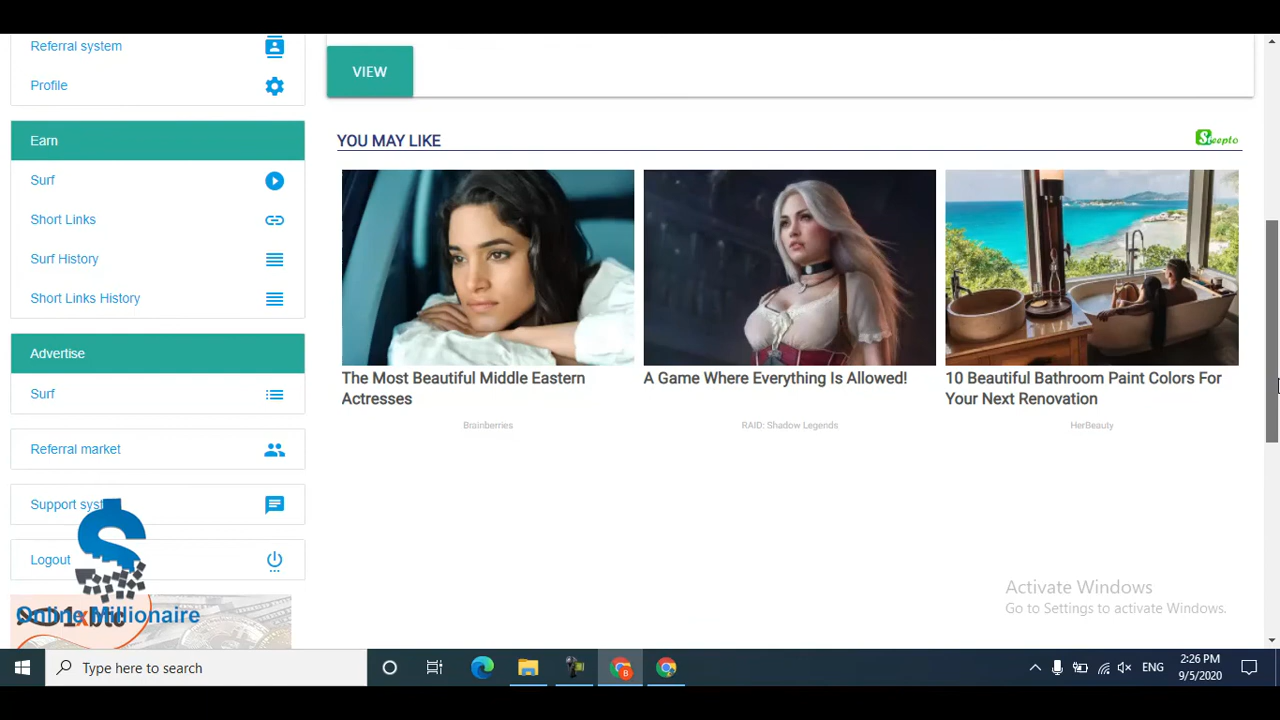 Referral system
Profile
VIEW
Earn
Surf
Short Links
Surf History
Short Links History
Advertise
Surf
Referral market
Support syst
Logout
Online Millionaire
YOU MAY LIKE
The Most Beautiful Middle Eastern
Actresses
Brainberries
A Game Where Everything Is Allowed!
RAID: Shadow Legends
10 Beautiful Bathroom Paint Colors For
Your Next Renovation
HerBeauty
Activate Windows
Go to Settings to activate Windows.
Type here to search
ENG
2:26 PM
9/5/2020